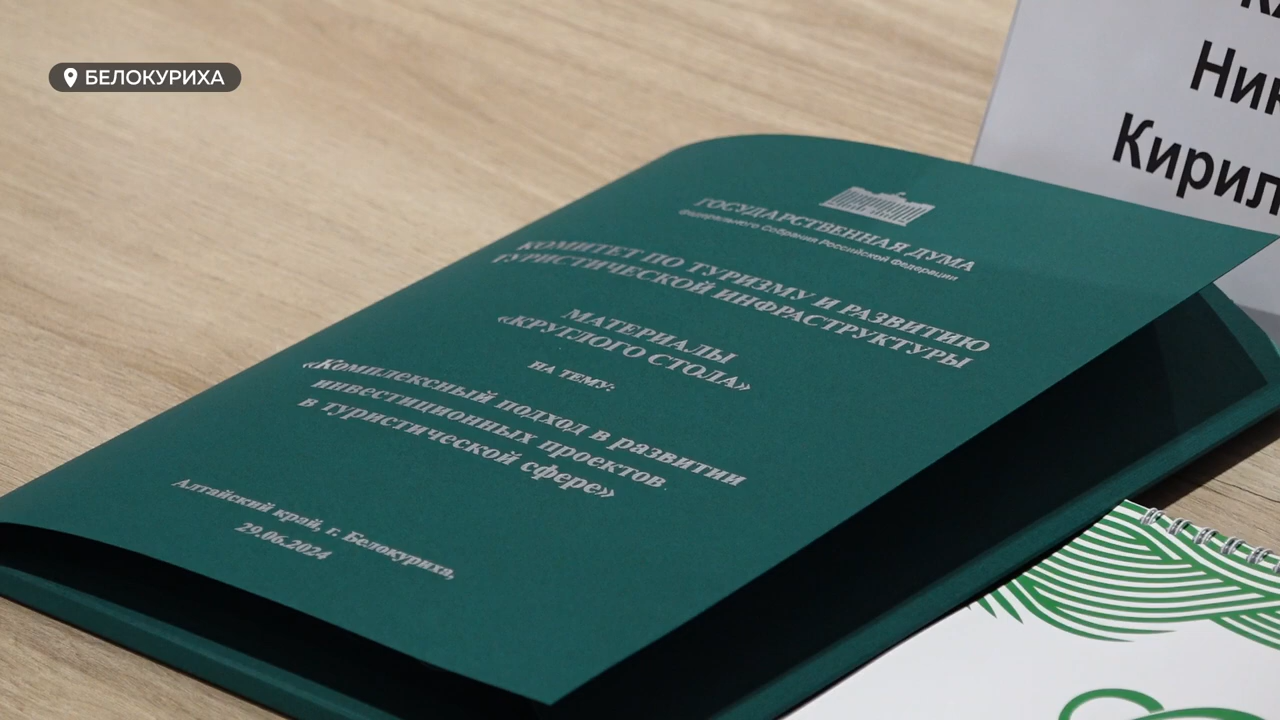 БЕЛОКУРИХА
ГОСУДАРСТВЕННАЯ ДУМА
Федерального Собрания Российской Федерации
КОМИТЕТ ПО ТУРИЗМУ И РАЗВИТИЮ
ТУРИСТИЧЕСКОЙ ИНФРАСТРУКТУРЫ
МАТЕРИАЛЫ
«КРУГЛОГО СТОЛА»
НА ТЕМУ:
«Комплексный подход в развитии
инвестиционных проектов
в туристической сфере»
Алтайский край, г. Белокуриха,
29.06.2024
Ник
Кирил